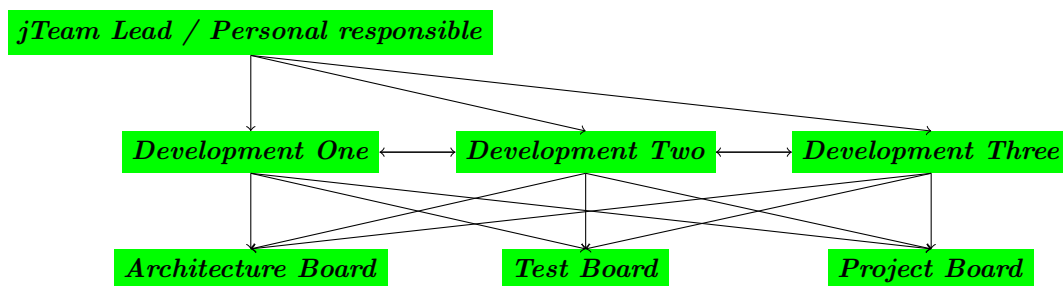 jTeam Lead / Personal responsible
Development One
Development Two
Development Three
Architecture Board
Test Board
Project Board